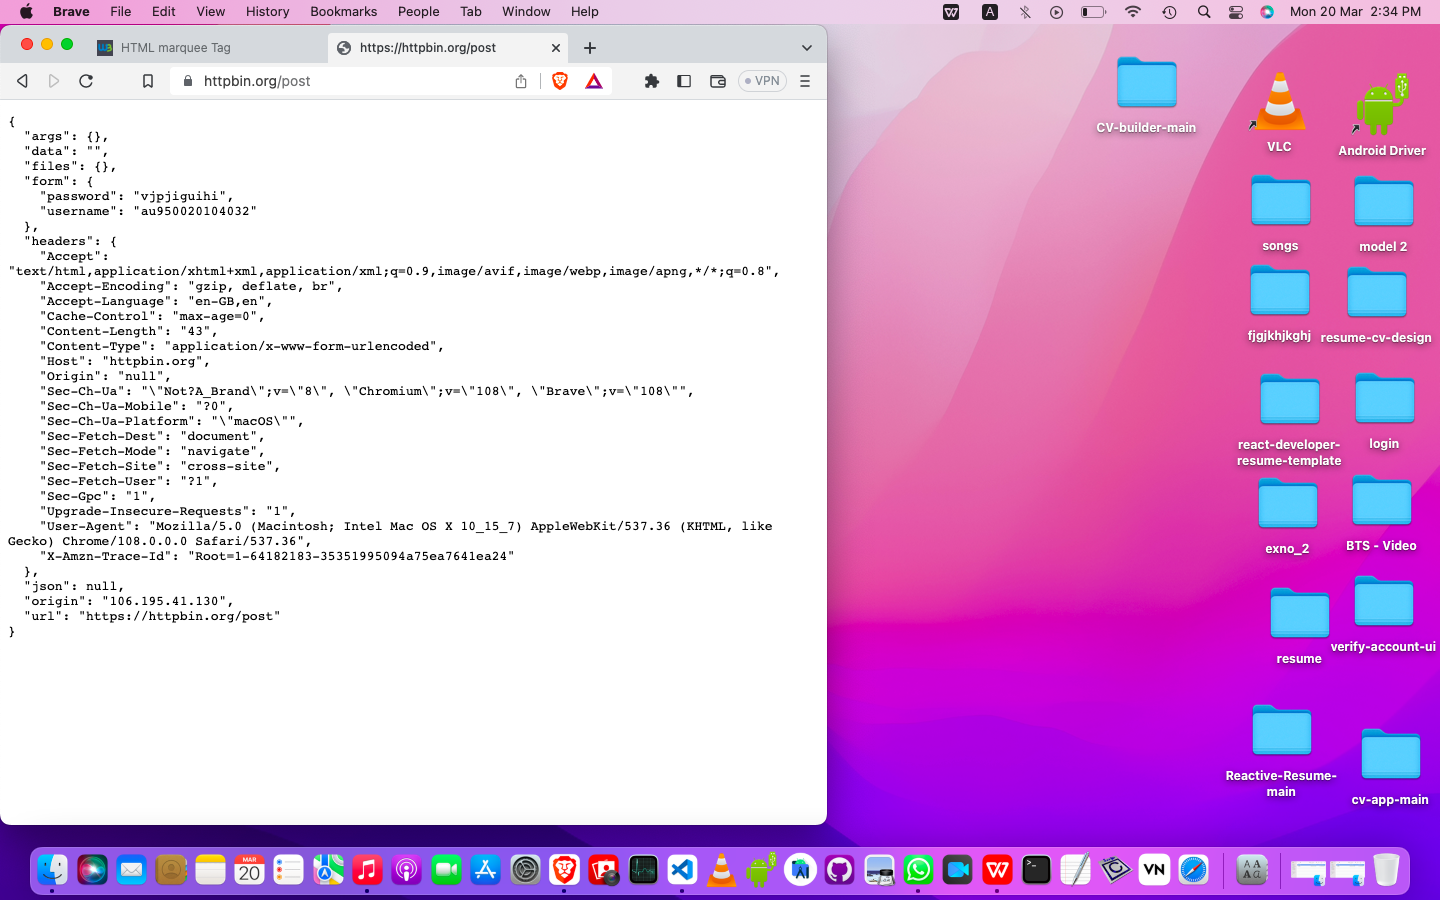 Brave File Edit View History Bookmarks People Tab Window Help
A
Mon 20 Mar 2:34 PM
HTML marquee Tag
https://httpbin.org/post
httpbin.org/post
VPN
{
"args": {},
"data": "",
"files": {},
"form": {
"password": "vjpjiguihi",
"username": "au950020104032"
},
"headers": {
"Accept":
"text/html,application/xhtml+xml,application/xml;q=0.9,image/avif,image/webp,image/apng,*/*;q=0.8",
"Accept-Encoding": "gzip, deflate, br",
"Accept-Language": "en-GB,en",
"Cache-Control": "max-age=0",
"Content-Length": "43",
"Content-Type": "application/x-www-form-urlencoded",
"Host": "httpbin.org",
"Origin": "null",
"Sec-Ch-Ua": "\"Not?A_Brand\";v=\"8\", \"Chromium\";v=\"108\", \"Brave\";v=\"108\"",
"Sec-Ch-Ua-Mobile": "?0",
"Sec-Ch-Ua-Platform": "\"macOS\"",
"Sec-Fetch-Dest": "document",
"Sec-Fetch-Mode": "navigate",
"Sec-Fetch-Site": "cross-site",
"Sec-Fetch-User": "?1",
"Sec-Gpc": "1",
"Upgrade-Insecure-Requests": "1",
"User-Agent": "Mozilla/5.0 (Macintosh; Intel Mac OS X 10_15_7) AppleWebKit/537.36 (KHTML, like
Gecko) Chrome/108.0.0.0 Safari/537.36",
"X-Amzn-Trace-Id": "Root=1-64182183-35351995094a75ea7641ea24"
},
"json": null,
"origin": "106.195.41.130",
"url": "https://httpbin.org/post"
}
CV-builder-main
VLC
Android Driver
songs
model 2
fjgjkhjkghj
resume-cv-design
react-developer-
resume-template
login
exno_2
BTS - Video
resume
verify-account-ui
Reactive-Resume-
main
cv-app-main
MAR
20
VN